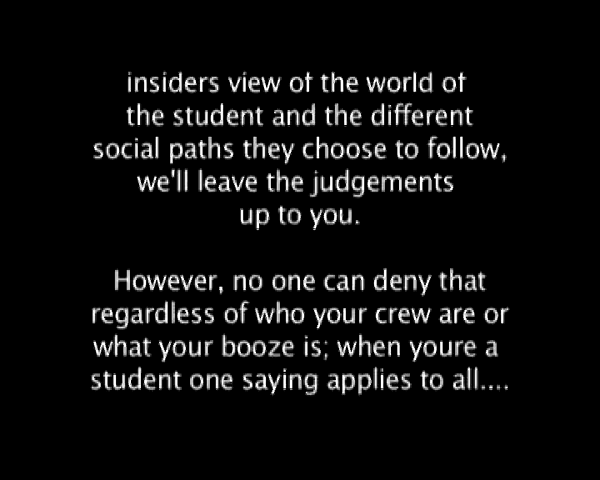 insiders view of the world of
the student and the different
social paths they choose to follow,
we'll leave the judgements
up to you.
However, no one can deny that
regardless of who your crew are or
what your booze is; when youre a
student one saying applies to all....